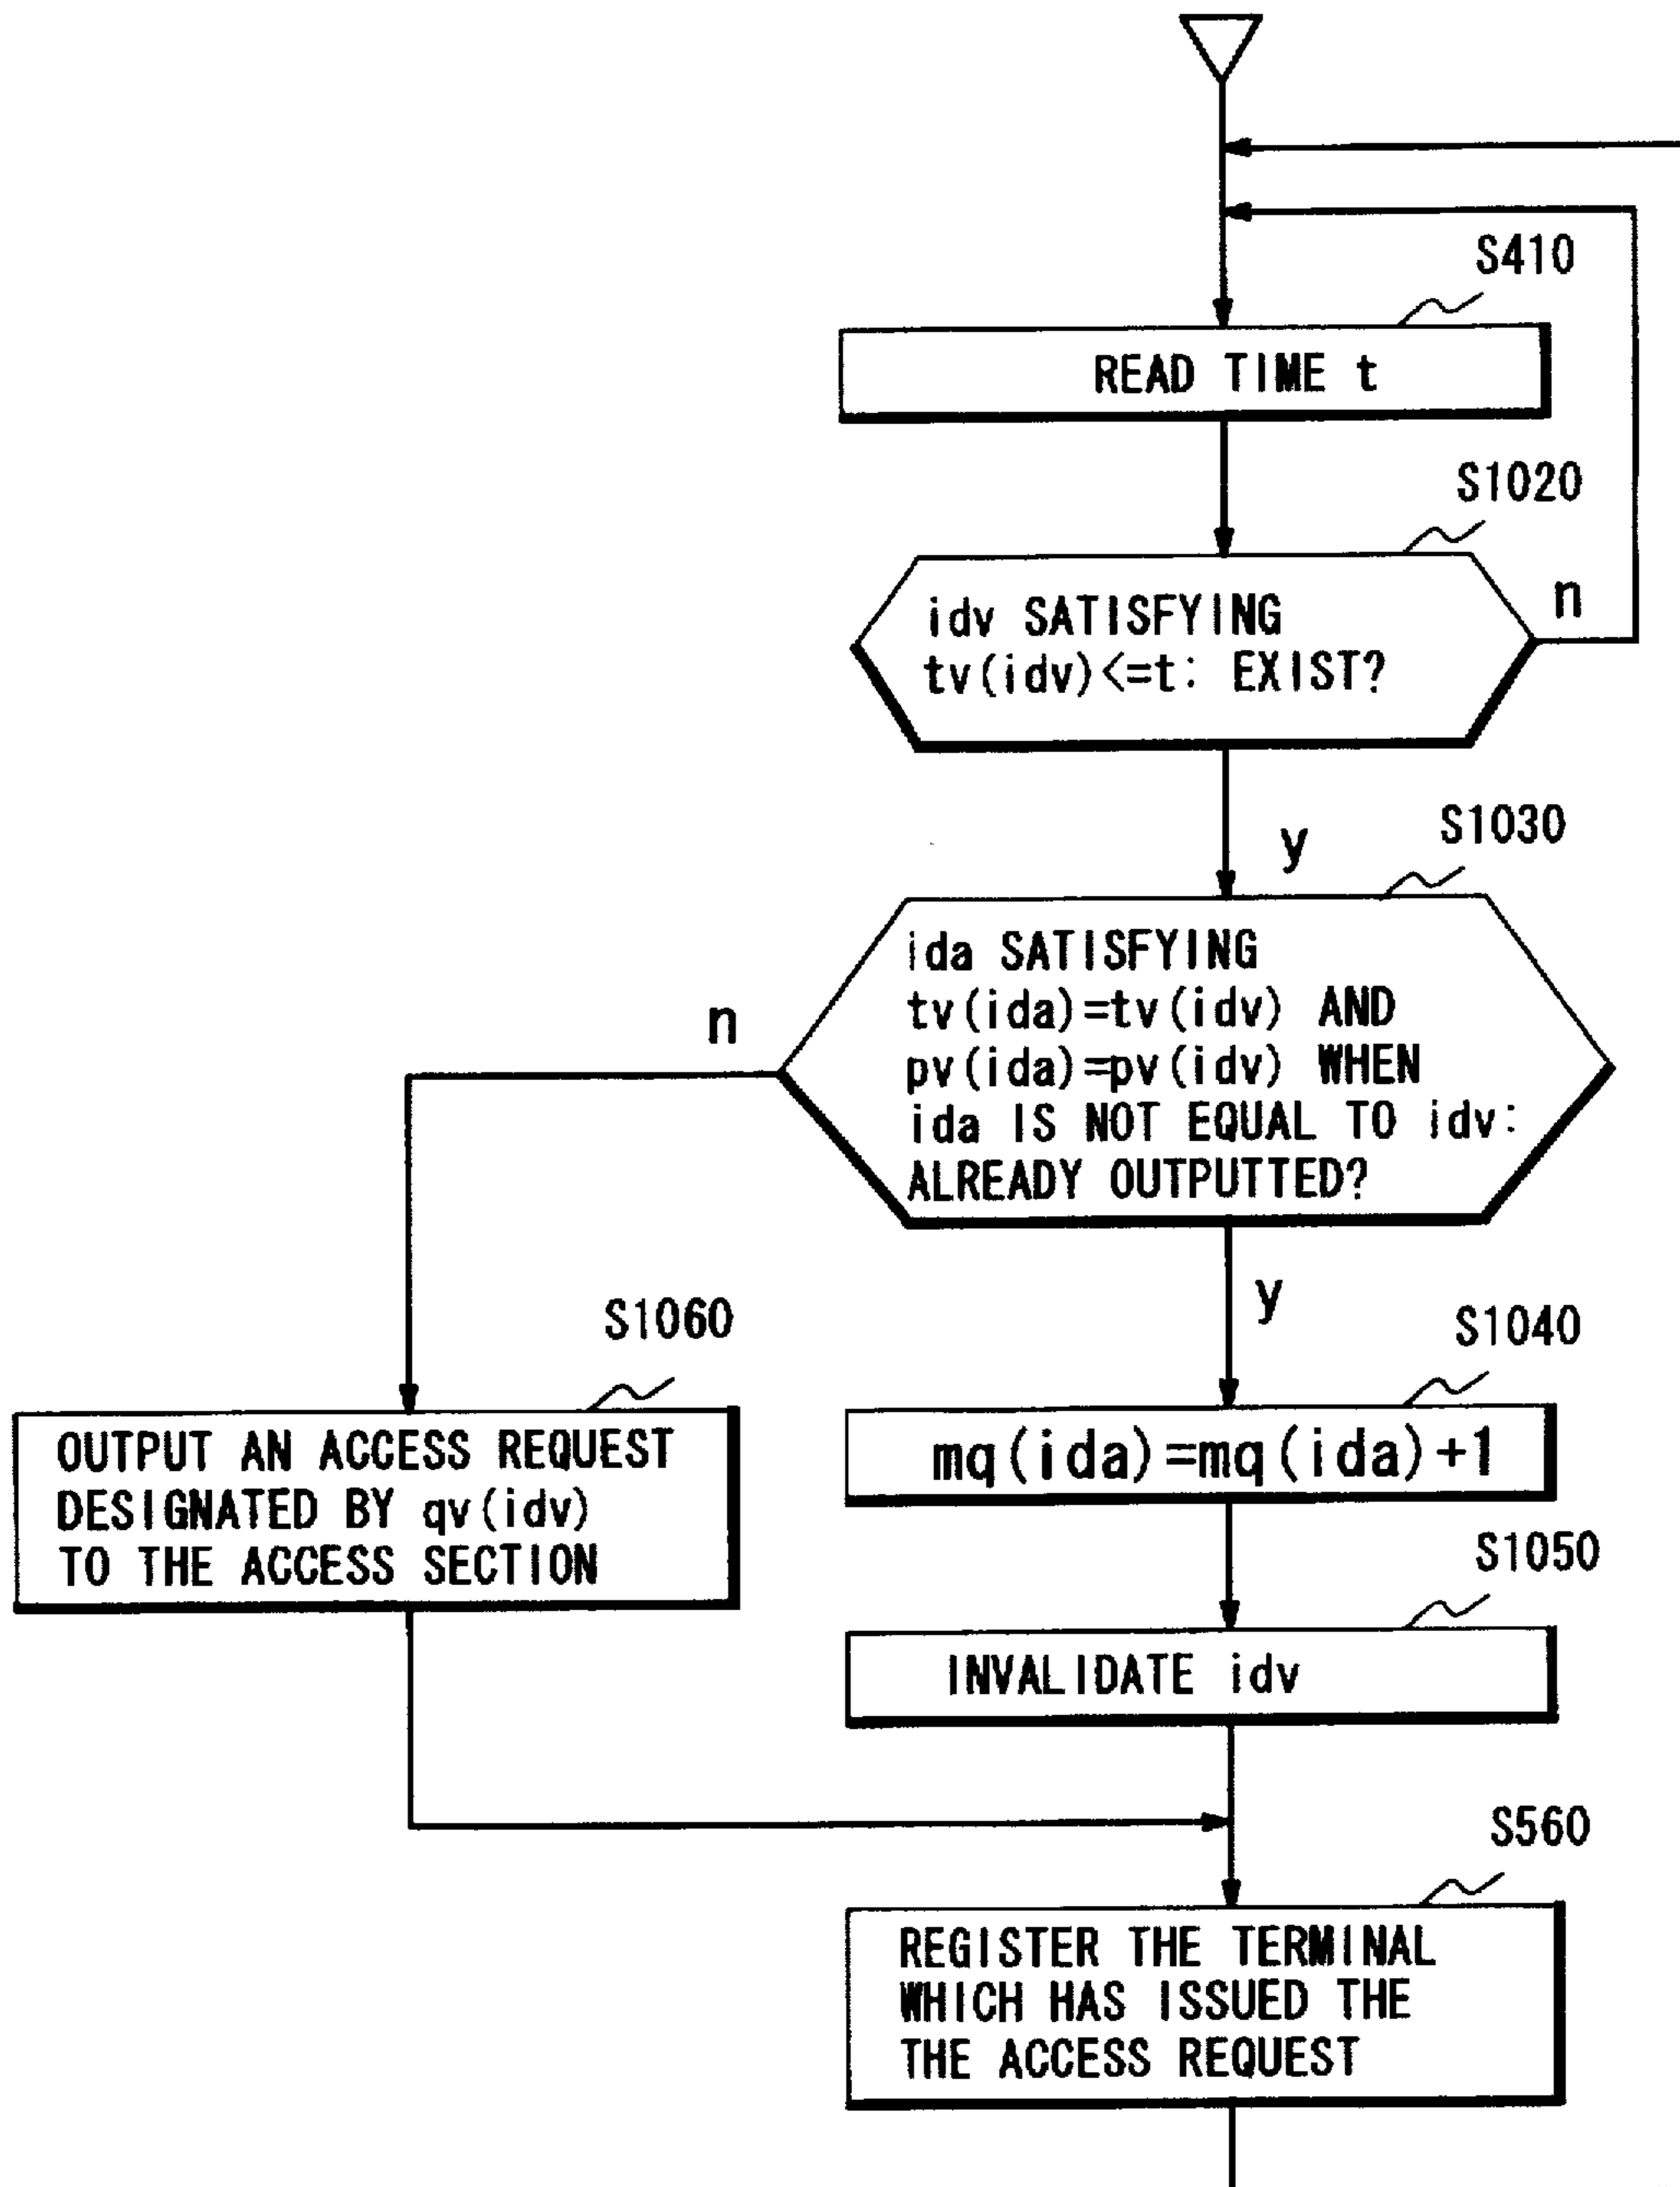 S410
READ TIME t
S1020
idv SATISFYING
tv(idv)<=t: EXIST?
n
y
S1030
ida SATISFYING
tv(ida)=tv(idv) AND
pv(ida)=pv(idv) WHEN
ida IS NOT EQUAL TO idv:
ALREADY OUTPUTTED?
n
y
S1060
OUTPUT AN ACCESS REQUEST
DESIGNATED BY qv(idv)
TO THE ACCESS SECTION
S1040
mq(ida)=mq(ida)+1
S1050
INVALIDATE idv
S560
REGISTER THE TERMINAL
WHICH HAS ISSUED THE
THE ACCESS REQUEST